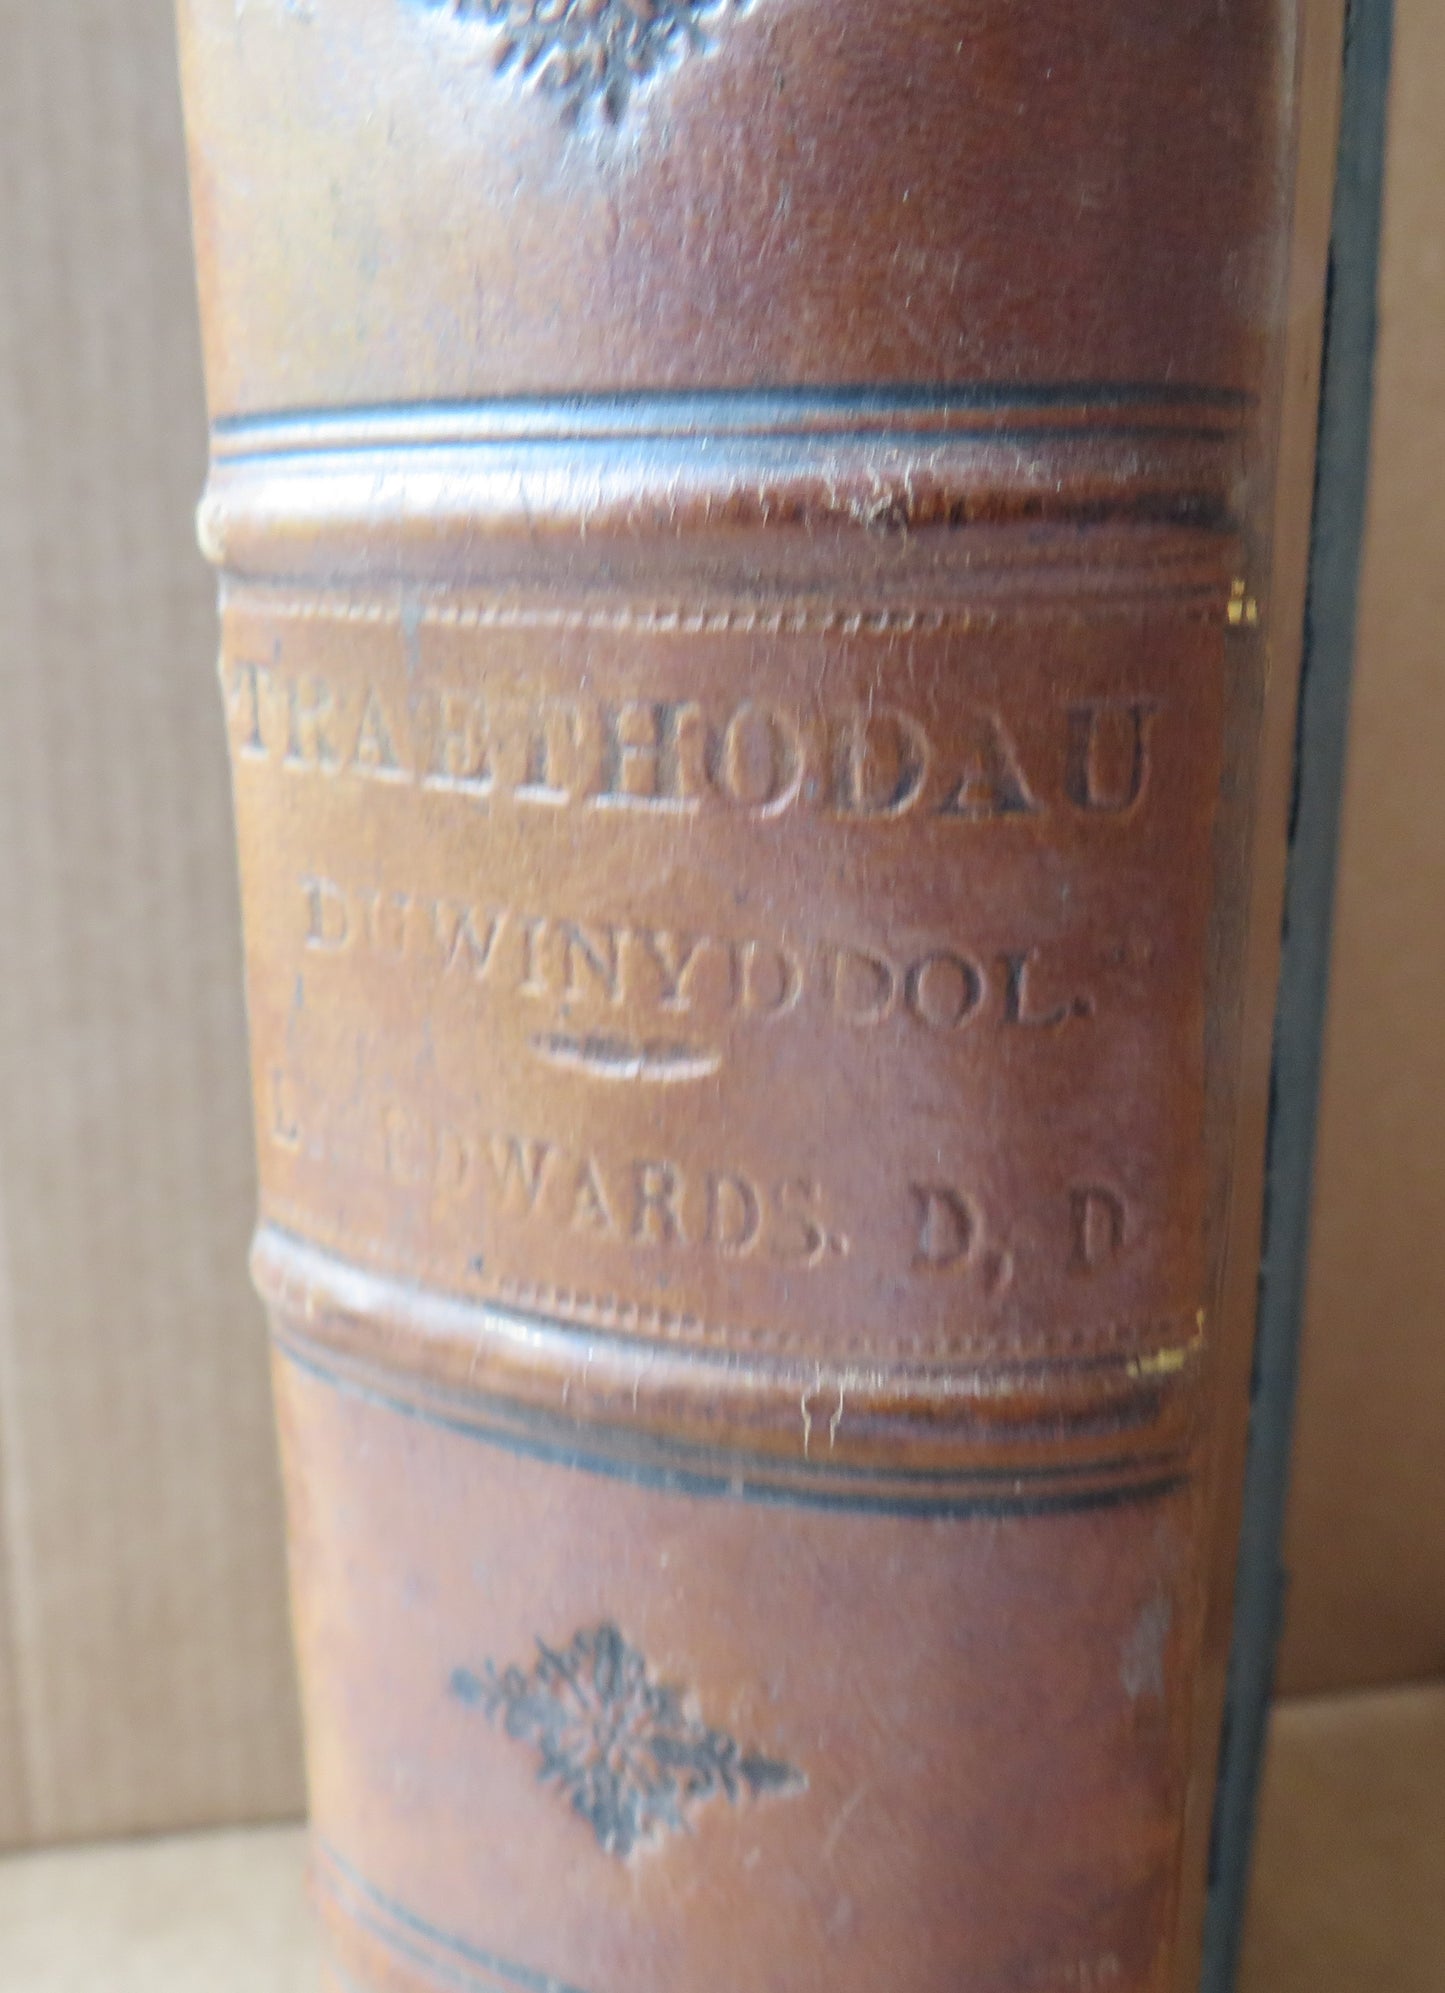 TRAETHODAU
DUWINYDDOL.
L. EDWARDS. D, D